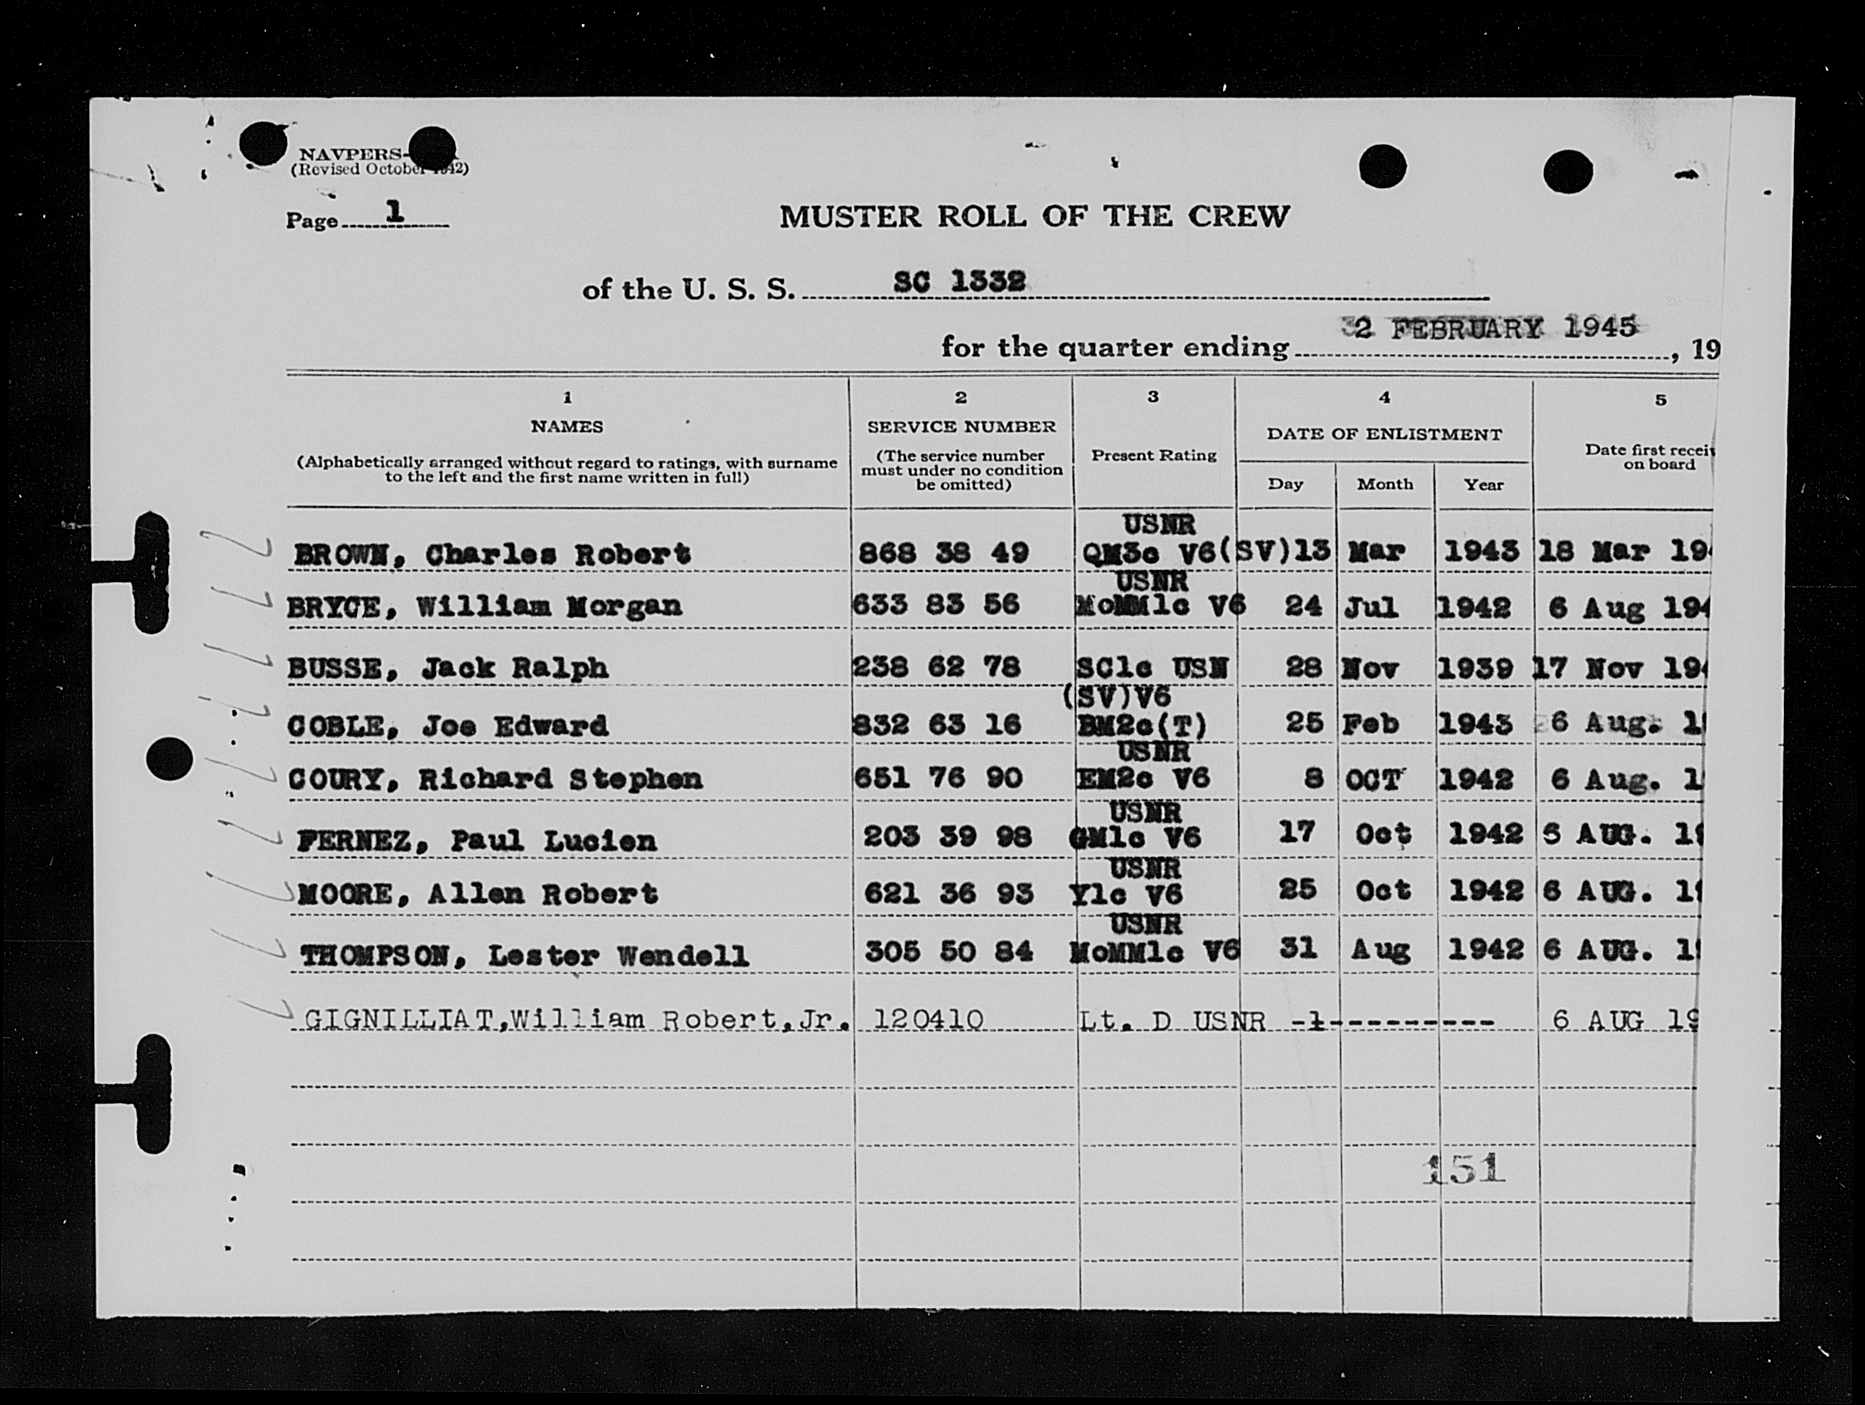 NAVPERS-
(Revised October 1942)
Page 1
MUSTER ROLL OF THE CREW
of the U. S. S. SC 1332
for the quarter ending 2 FEBRUARY 1945, 19
1 2 3 4 5
NAMES SERVICE NUMBER Present Rating DATE OF ENLISTMENT Date first recei
on board
(Alphabetically arranged without regard to ratings, with surname
to the left and the first name written in full)
(The service number
must under no condition
be omitted)
Day Month Year
USNR
BROWN, Charles Robert 868 38 49 QM3c V6(SV) 13 Mar 1943 18 Mar 19
USNR
BRYCE, William Morgan 633 83 56 MoMM1c V6 24 Jul 1942 6 Aug 194
BUSSE, Jack Ralph 238 62 78 SC1c USN 28 Nov 1939 17 Nov 194
(SV)V6
COBLE, Joe Edward 832 63 16 BM2c(T) 25 Feb 1943 6 Aug. 1
USNR
COURY, Richard Stephen 651 76 90 EM2c V6 8 OCT 1942 6 Aug. 1
USNR
FERNEZ, Paul Lucien 203 39 98 GM1c V6 17 Oct 1942 5 AUG. 19
USNR
MOORE, Allen Robert 621 36 93 Y1c V6 25 Oct 1942 6 AUG. 19
USNR
THOMPSON, Lester Wendell 305 50 84 MoMM1c V6 31 Aug 1942 6 AUG. 19
GIGNILLIAT,William Robert,Jr. 120410 Lt. D USNR -1--------- 6 AUG 19
151